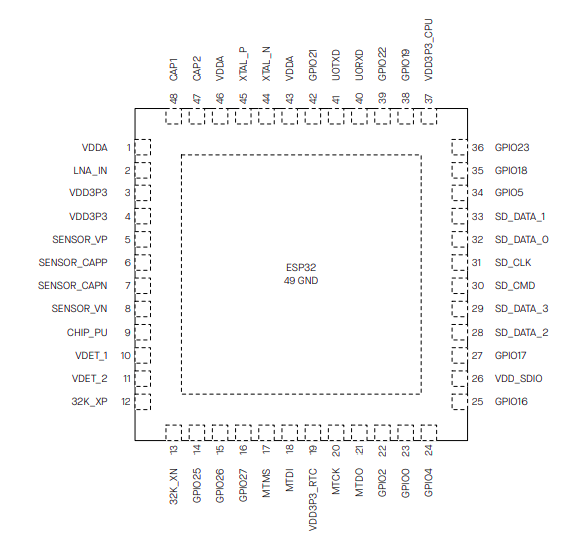 CAP1
CAP2
VDDA
XTAL_P
XTAL_N
VDDA
GPIO21
U0TXD
U0RXD
GPIO22
GPIO19
VDD3P3_CPU
48
47
46
45
44
43
42
41
40
39
38
37
VDDA 1
36 GPIO23
LNA_IN 2
35 GPIO18
VDD3P3 3
34 GPIO5
VDD3P3 4
33 SD_DATA_1
SENSOR_VP 5
32 SD_DATA_0
SENSOR_CAPP 6
31 SD_CLK
SENSOR_CAPN 7
30 SD_CMD
SENSOR_VN 8
29 SD_DATA_3
CHIP_PU 9
28 SD_DATA_2
VDET_1 10
27 GPIO17
VDET_2 11
26 VDD_SDIO
32K_XP 12
25 GPIO16
ESP32
49 GND
13
14
15
16
17
18
19
20
21
22
23
24
32K_XN
GPIO25
GPIO26
GPIO27
MTMS
MTDI
VDD3P3_RTC
MTCK
MTDO
GPIO2
GPIO0
GPIO4